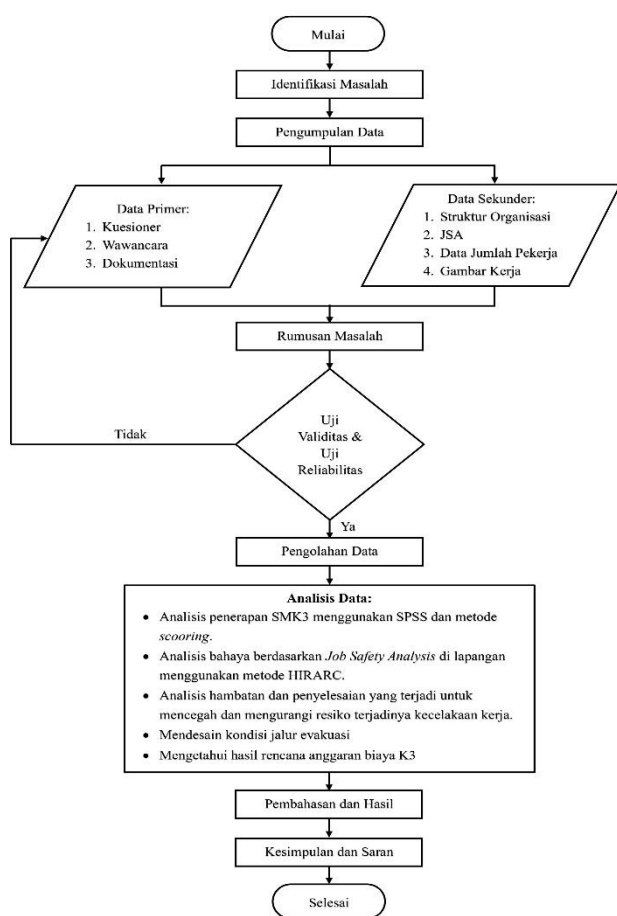 Mulai
Identifikasi Masalah
Pengumpulan Data
Data Primer:
1. Kuesioner
2. Wawancara
3. Dokumentasi
Data Sekunder:
1. Struktur Organisasi
2. JSA
3. Data Jumlah Pekerja
4. Gambar Kerja
Rumusan Masalah
Tidak
Uji
Validitas &
Uji
Reliabilitas
Ya
Pengolahan Data
Analisis Data:
• Analisis penerapan SMK3 menggunakan SPSS dan metode
scooring.
• Analisis bahaya berdasarkan Job Safety Analysis di lapangan
menggunakan metode HIRARC.
• Analisis hambatan dan penyelesaian yang terjadi untuk
mencegah dan mengurangi resiko terjadinya kecelakaan kerja.
• Mendesain kondisi jalur evakuasi
• Mengetahui hasil rencana anggaran biaya K3
Pembahasan dan Hasil
Kesimpulan dan Saran
Selesai